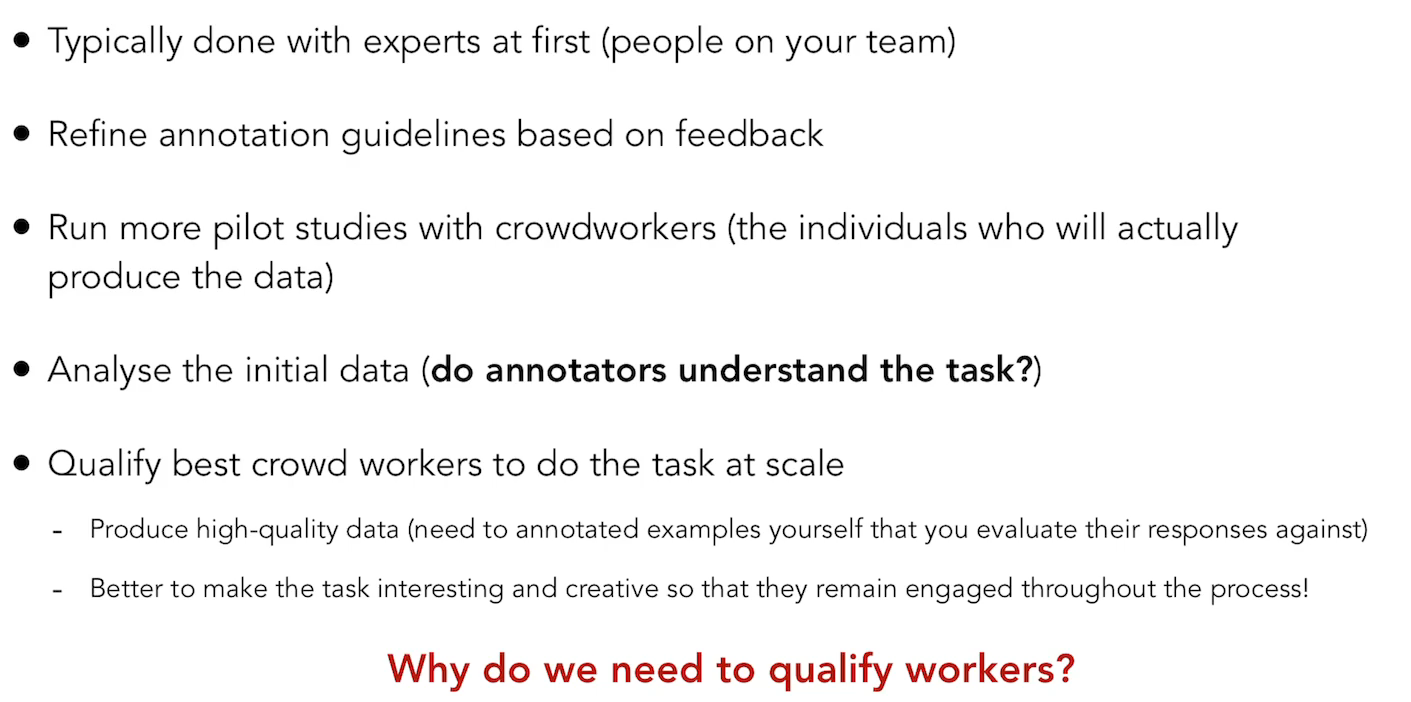 • Typically done with experts at first (people on your team)
• Refine annotation guidelines based on feedback
• Run more pilot studies with crowdworkers (the individuals who will actually
produce the data)
• Analyse the initial data (do annotators understand the task?)
• Qualify best crowd workers to do the task at scale
- Produce high-quality data (need to annotated examples yourself that you evaluate their responses against)
- Better to make the task interesting and creative so that they remain engaged throughout the process!
Why do we need to qualify workers?